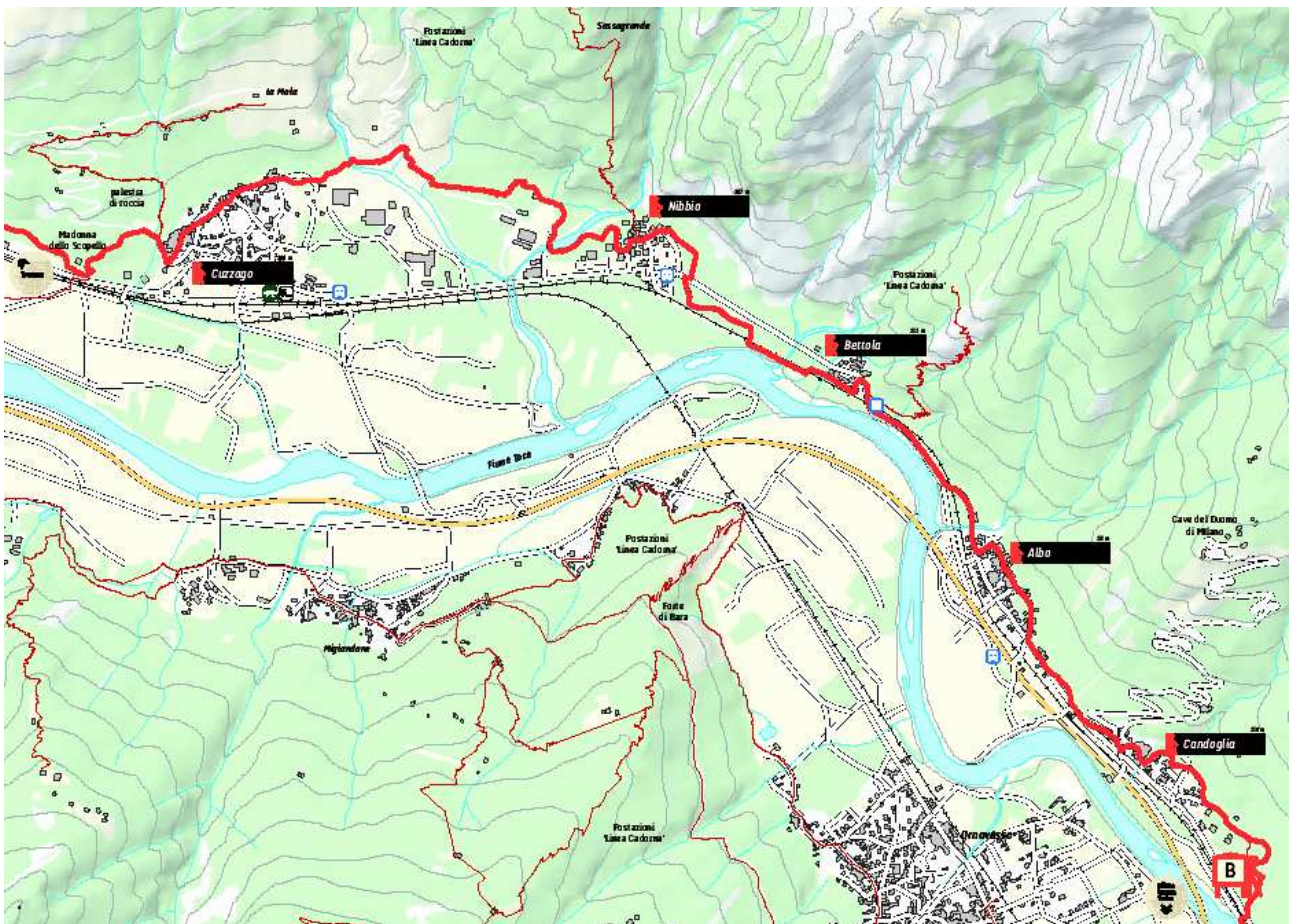 Postazioni
'Linea Cadorna'
Sassogrande
la Mola
palestra
di roccia
Nibbio
Madonna
dello Scopello
Cuzzago
Postazioni
'Linea Cadorna'
Bettola
Fiume Toce
Cave del Duomo
di Milano
Postazioni
'Linea Cadorna'
Albo
Forte
di Bara
Migiandone
Candoglia
Postazioni
'Linea Cadorna'
Ornavasso
B